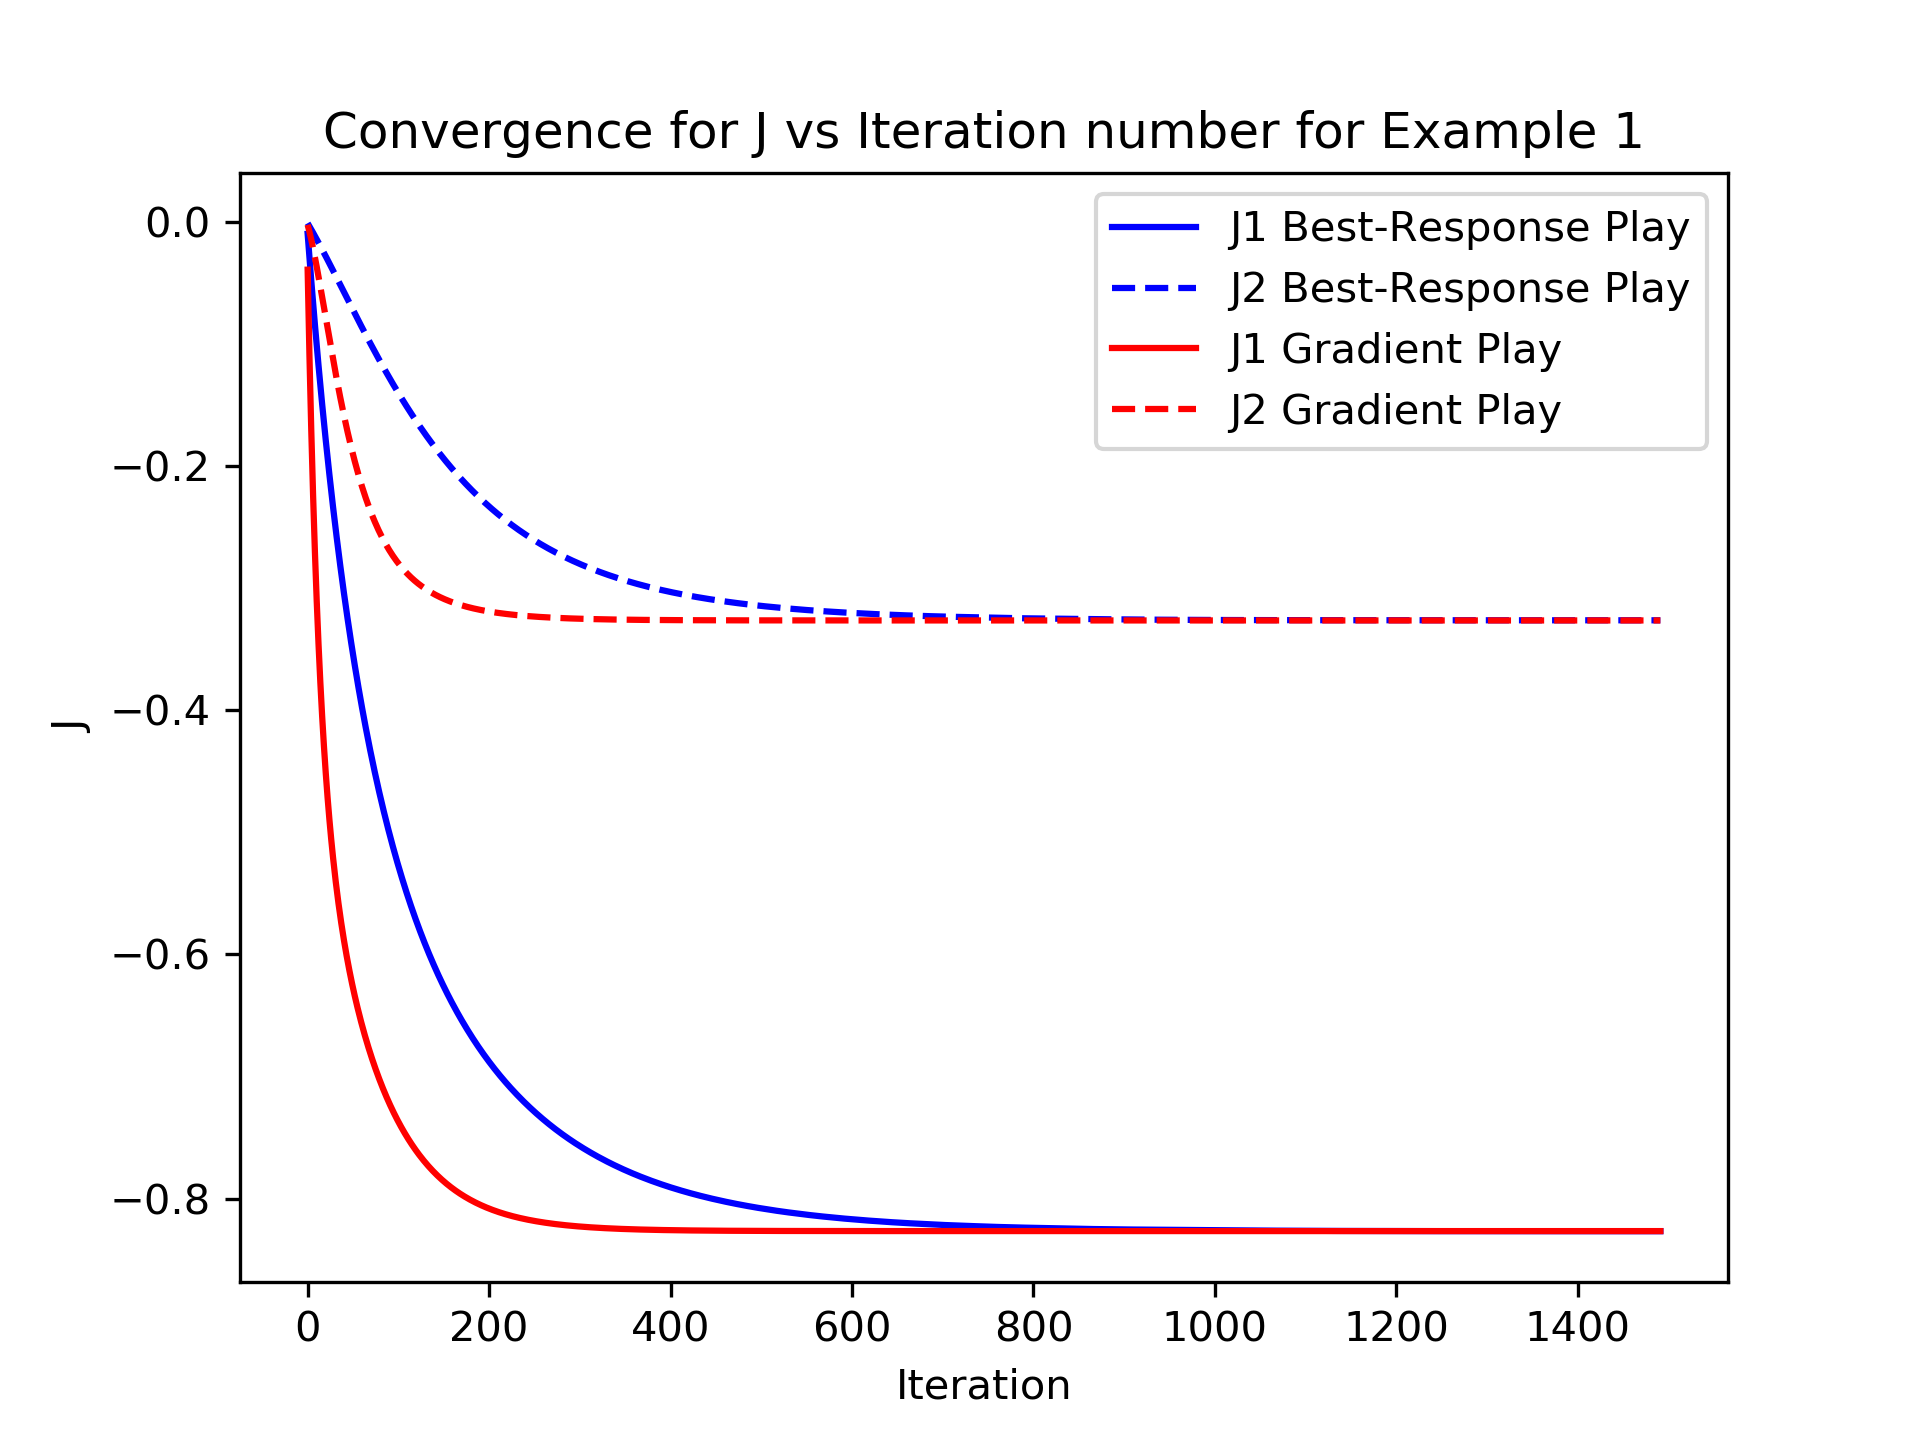 Convergence for J vs Iteration number for Example 1
J1 Best-Response Play
J2 Best-Response Play
J1 Gradient Play
J2 Gradient Play
0.0
−0.2
−0.4
−0.6
−0.8
J
0 200 400 600 800 1000 1200 1400
Iteration